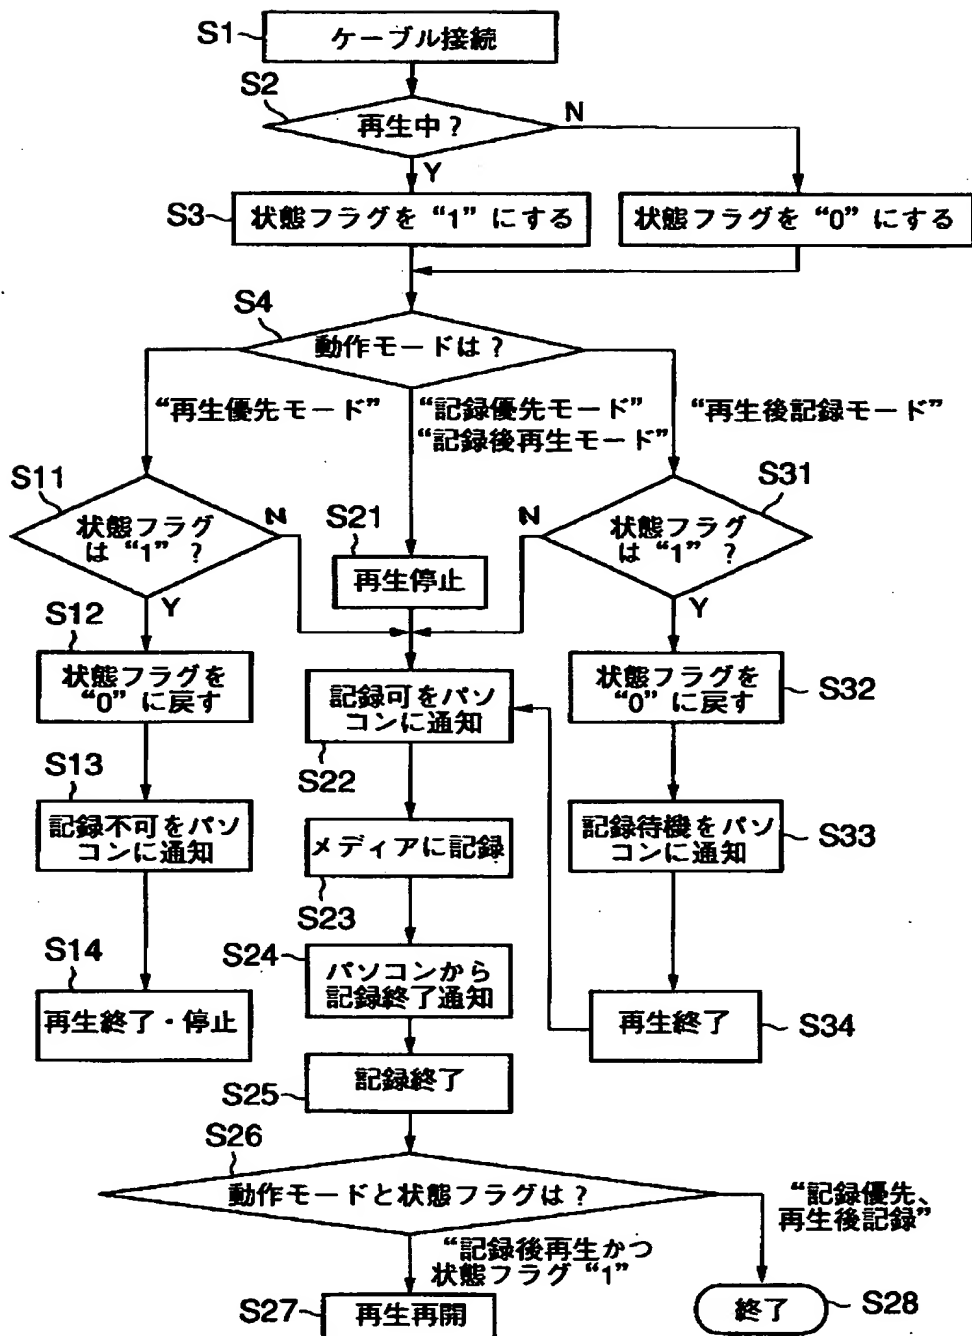 S1
ケーブル接続
S2
再生中?
N
Y
S3
状態フラグを “1” にする
状態フラグを “0” にする
S4
動作モードは?
“再生優先モード”
“記録優先モード”
“記録後再生モード”
“再生後記録モード”
S11
状態フラグ
は “1” ?
N
Y
S21
再生停止
S31
状態フラグ
は “1” ?
N
Y
S12
状態フラグを
“0” に戻す
記録可をパソ
コンに通知
S22
状態フラグを
“0” に戻す
S32
S13
記録不可をパソ
コンに通知
メディアに記録
S23
記録待機をパソ
コンに通知
S33
S14
再生終了・停止
S24
パソコンから
記録終了通知
再生終了
S34
記録終了
S25
S26
動作モードと状態フラグは?
“記録優先、
再生後記録”
“記録後再生かつ
状態フラグ “1”
S27
再生再開
終了
S28